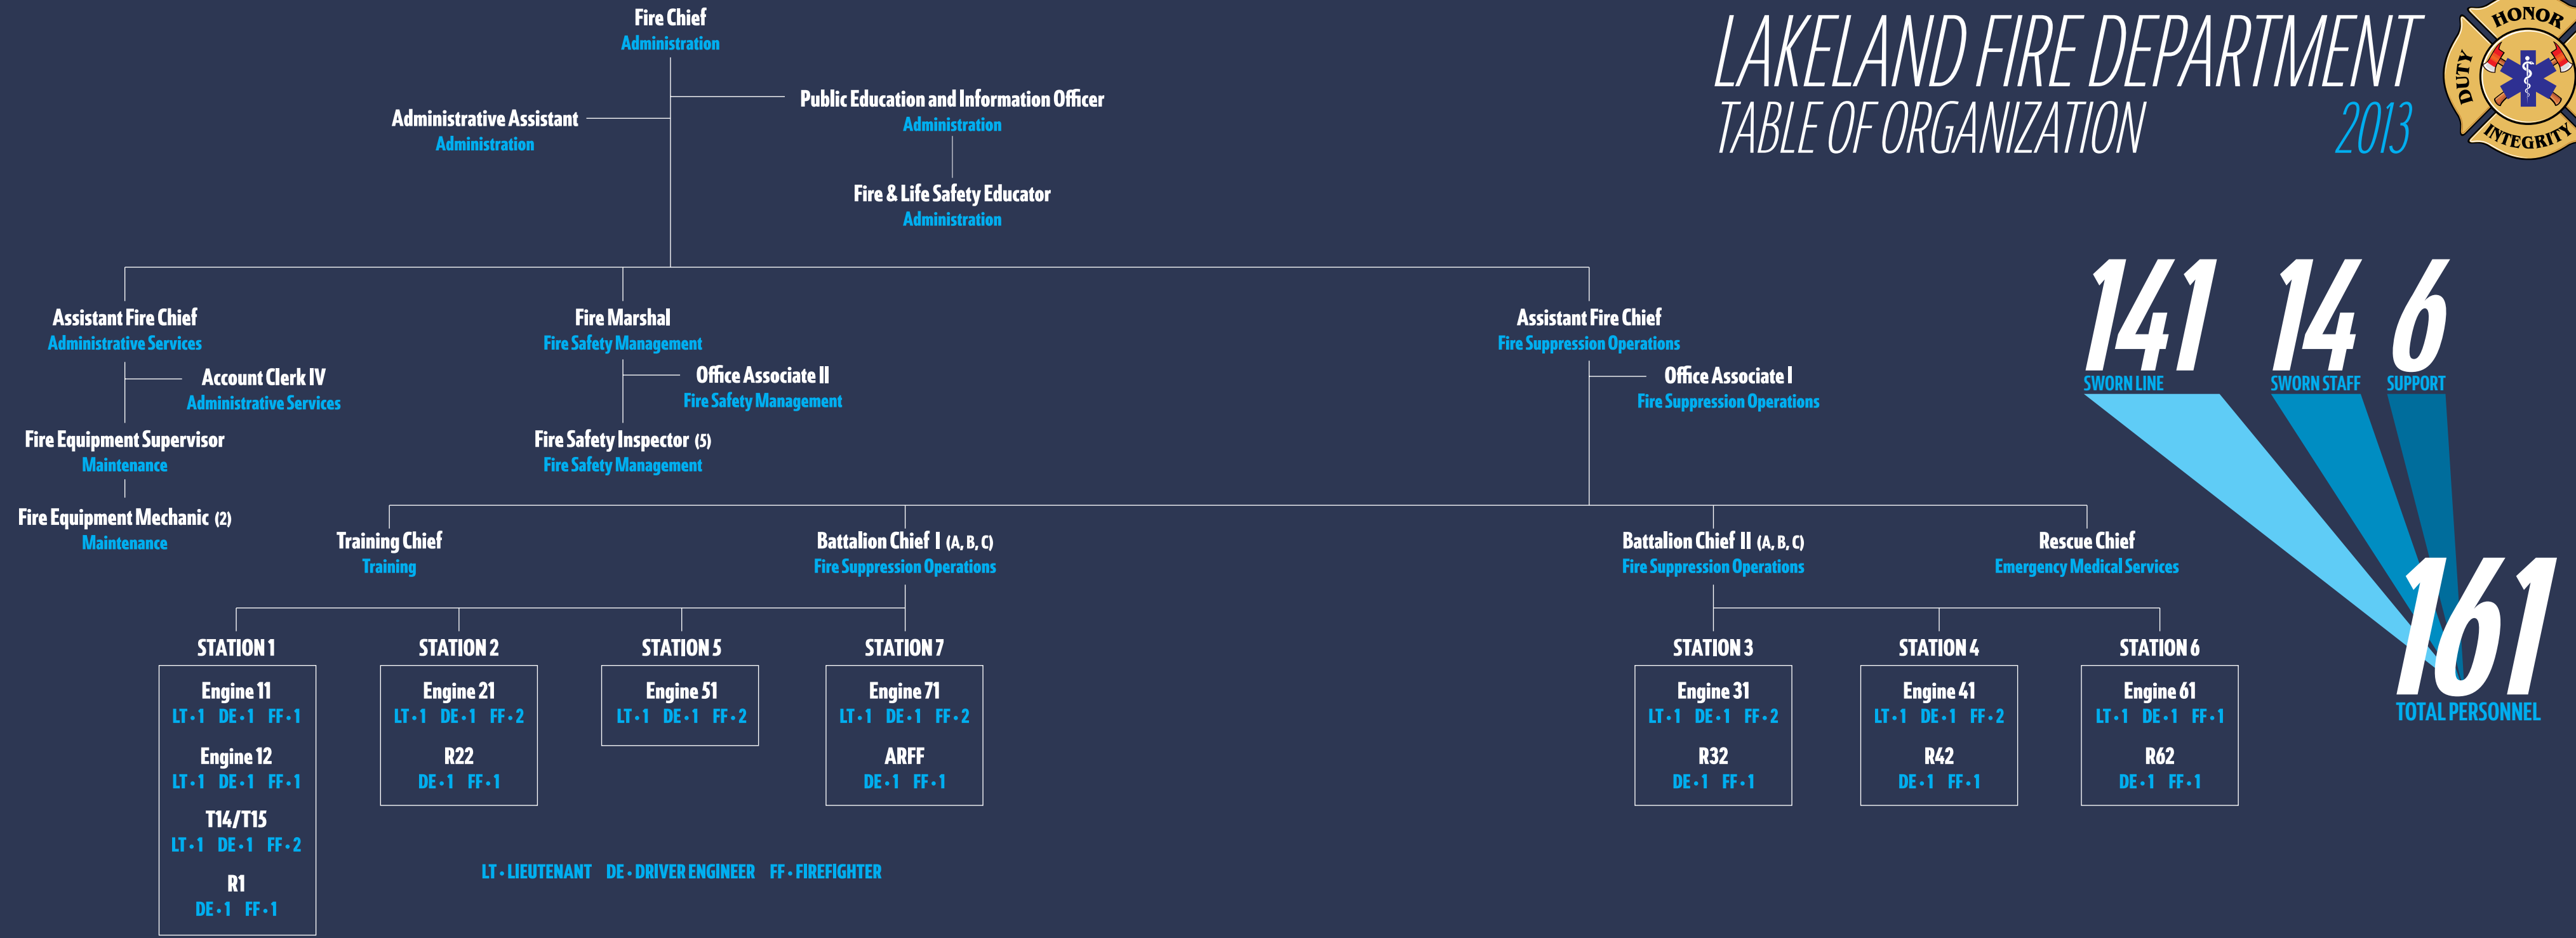 Fire Chief
Administration
Administrative Assistant
Administration
Public Education and Information Officer
Administration
Fire & Life Safety Educator
Administration
LAKELAND FIRE DEPARTMENT
TABLE OF ORGANIZATION 2013
HONOR
DUTY
INTEGRITY
Assistant Fire Chief
Administrative Services
Account Clerk IV
Administrative Services
Fire Equipment Supervisor
Maintenance
Fire Equipment Mechanic (2)
Maintenance
Fire Marshal
Fire Safety Management
Office Associate II
Fire Safety Management
Fire Safety Inspector (5)
Fire Safety Management
Assistant Fire Chief
Fire Suppression Operations
Office Associate I
Fire Suppression Operations
Training Chief
Training
Battalion Chief I (A, B, C)
Fire Suppression Operations
Battalion Chief II (A, B, C)
Fire Suppression Operations
Rescue Chief
Emergency Medical Services
STATION 1
Engine 11
LT • 1 DE • 1 FF • 1
Engine 12
LT • 1 DE • 1 FF • 1
T14/T15
LT • 1 DE • 1 FF • 2
R1
DE • 1 FF • 1
STATION 2
Engine 21
LT • 1 DE • 1 FF • 2
R22
DE • 1 FF • 1
STATION 5
Engine 51
LT • 1 DE • 1 FF • 2
STATION 7
Engine 71
LT • 1 DE • 1 FF • 2
ARFF
DE • 1 FF • 1
STATION 3
Engine 31
LT • 1 DE • 1 FF • 2
R32
DE • 1 FF • 1
STATION 4
Engine 41
LT • 1 DE • 1 FF • 2
R42
DE • 1 FF • 1
STATION 6
Engine 61
LT • 1 DE • 1 FF • 1
R62
DE • 1 FF • 1
LT • LIEUTENANT DE • DRIVER ENGINEER FF • FIREFIGHTER
141 14 6
SWORN LINE SWORN STAFF SUPPORT
161
TOTAL PERSONNEL